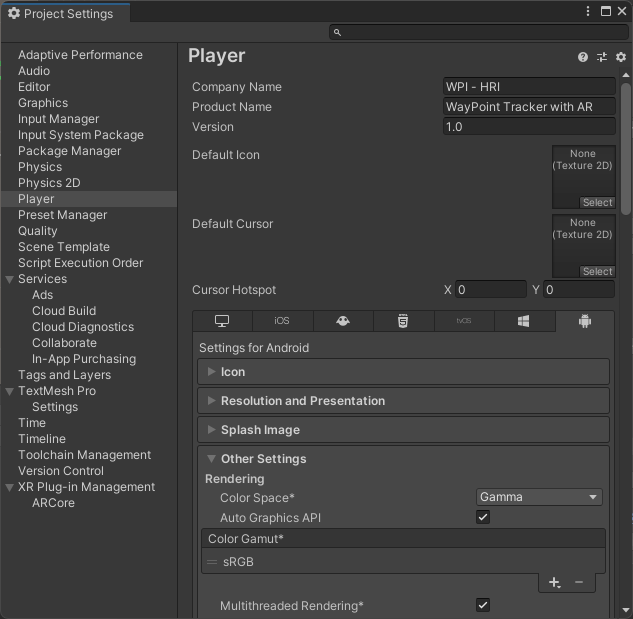 Project Settings
Adaptive Performance
Audio
Editor
Graphics
Input Manager
Input System Package
Package Manager
Physics
Physics 2D
Player
Preset Manager
Quality
Scene Template
Script Execution Order
Services
Ads
Cloud Build
Cloud Diagnostics
Collaborate
In-App Purchasing
Tags and Layers
TextMesh Pro
Settings
Time
Timeline
Toolchain Management
Version Control
XR Plug-in Management
ARCore
Player
Company Name WPI - HRI
Product Name WayPoint Tracker with AR
Version 1.0
Default Icon
None
(Texture 2D)
Select
Default Cursor
None
(Texture 2D)
Select
Cursor Hotspot X 0 Y 0
iOS tvOS
Settings for Android
Icon
Resolution and Presentation
Splash Image
Other Settings
Rendering
Color Space* Gamma
Auto Graphics API
Color Gamut*
sRGB
Multithreaded Rendering*